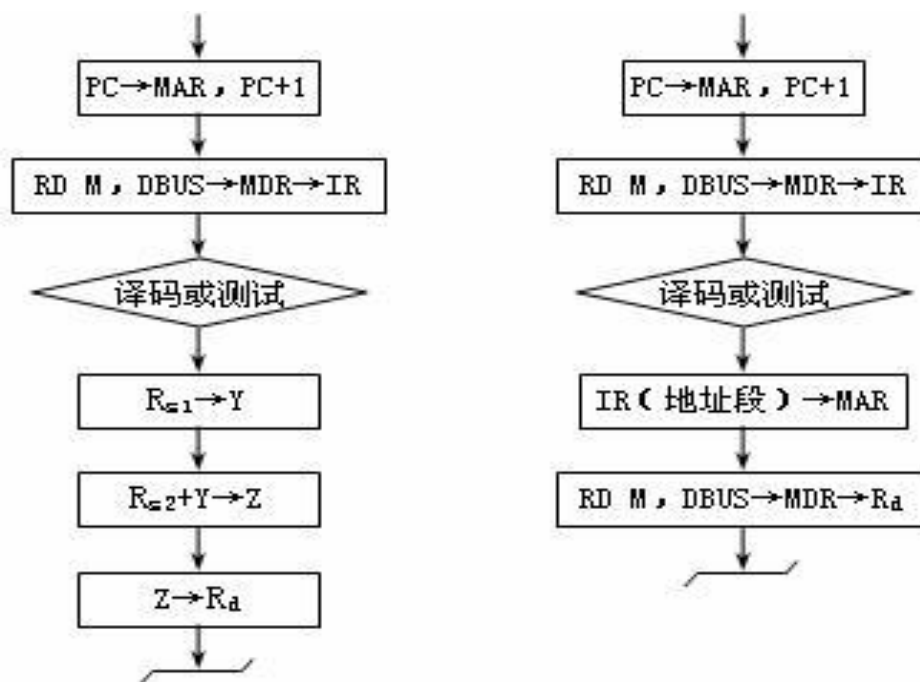 PC→MAR，PC+1
RD M，DBUS→MDR→IR
译码或测试
Rs1→Y
Rs2+Y→Z
Z→Rd
PC→MAR，PC+1
RD M，DBUS→MDR→IR
译码或测试
IR（地址段）→MAR
RD M，DBUS→MDR→Rd